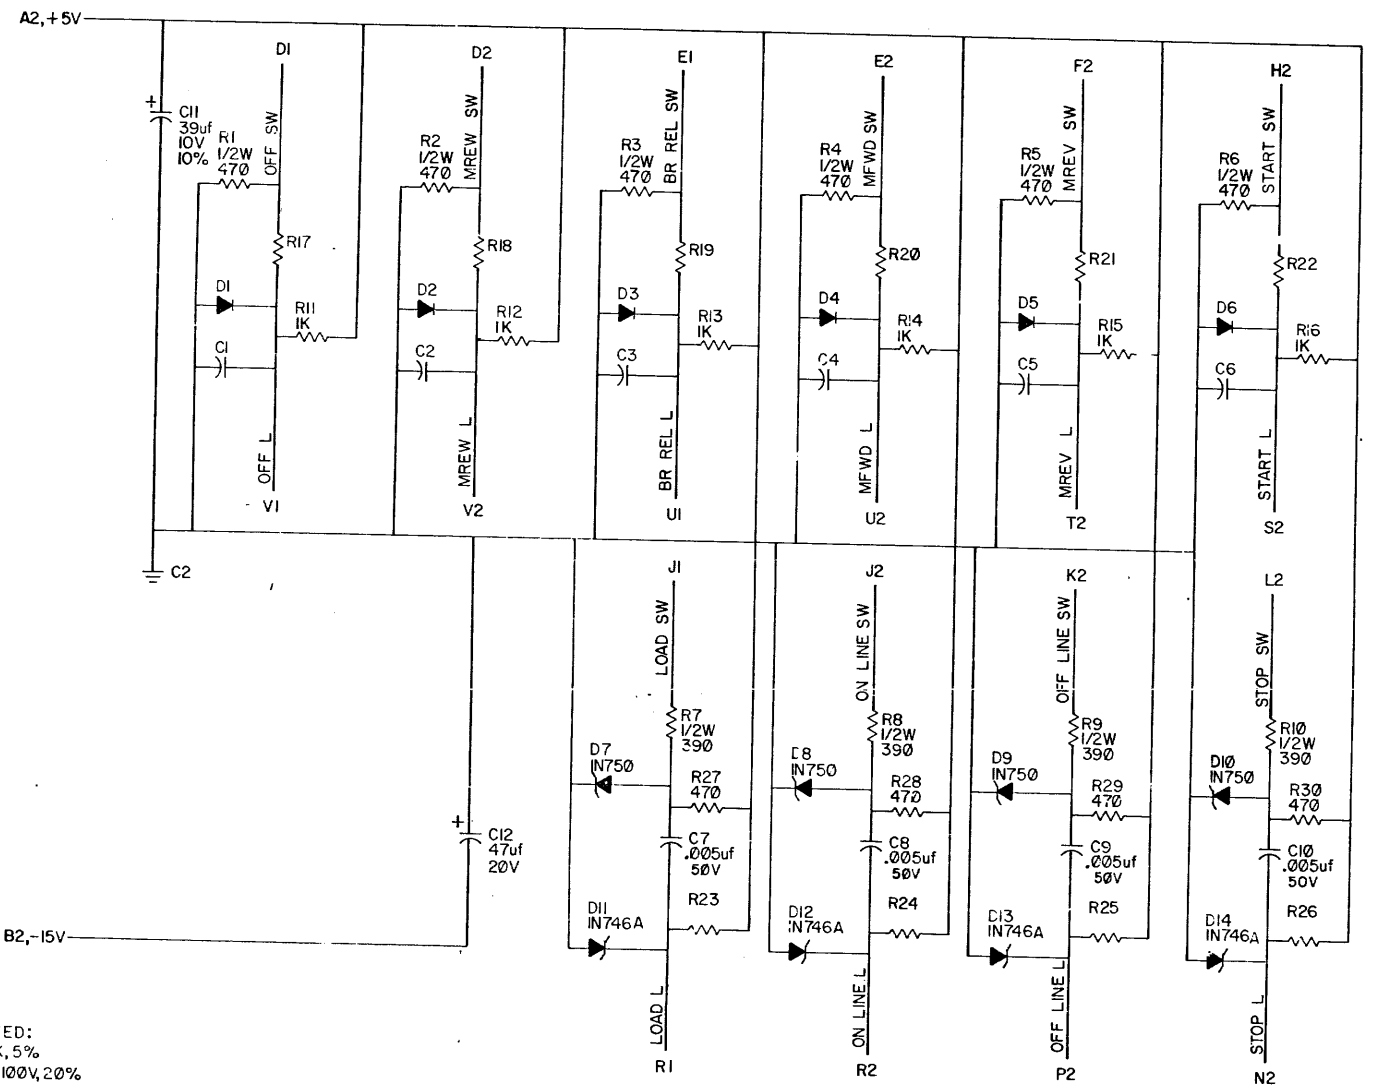 A2,+5V
D1
D2
E1
E2
F2
H2
C11
39uf
10V
10%
R1
1/2W
470
OFF SW
R2
1/2W
470
MREW SW
R3
1/2W
470
BR REL SW
R4
1/2W
470
MFWD SW
R5
1/2W
470
MREV SW
R6
1/2W
470
START SW
R17
R18
R19
R20
R21
R22
D1
D2
D3
D4
D5
D6
R11
1K
R12
1K
R13
1K
R14
1K
R15
1K
R16
1K
C1
C2
C3
C4
C5
C6
OFF L
MREW L
BR REL L
MFWD L
MREV L
START L
V1
V2
U1
U2
T2
S2
C2
J1
J2
K2
L2
LOAD SW
ON LINE SW
OFF LINE SW
STOP SW
R7
1/2W
390
R8
1/2W
390
R9
1/2W
390
R10
1/2W
390
D7
IN750
D8
IN750
D9
IN750
D10
IN750
R27
470
R28
470
R29
470
R30
470
+
C12
47uf
20V
C7
.005uf
50V
C8
.005uf
50V
C9
.005uf
50V
C10
.005uf
50V
R23
R24
R25
R26
D11
IN746A
D12
IN746A
D13
IN746A
D14
IN746A
B2,-15V
LOAD L
ON LINE L
OFF LINE L
STOP L
R1
R2
P2
N2
ED:
,5%
100V,20%